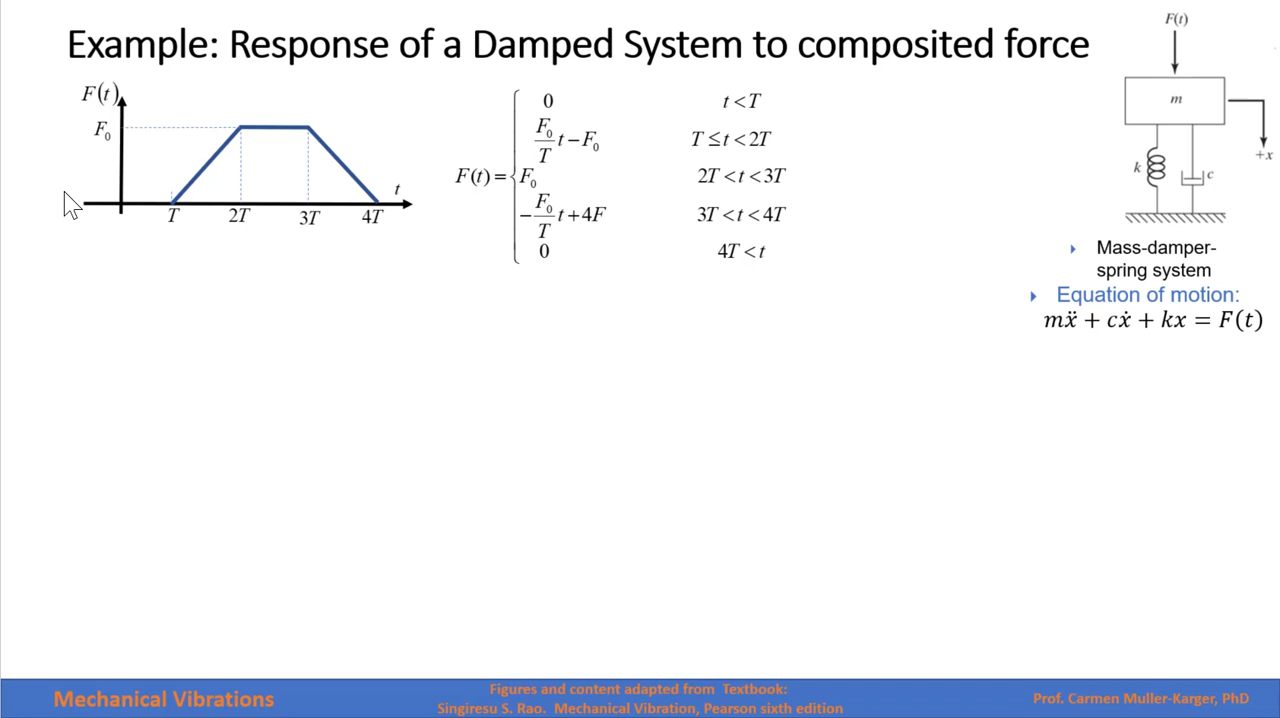 Example: Response of a Damped System to composited force
F(t)
F₀
T 2T 3T 4T
t
F(t) =
0 t < T
F₀/T t − F₀ T ≤ t < 2T
F₀ 2T < t < 3T
−F₀/T t + 4F 3T < t < 4T
0 4T < t
F(t)
m
k
c
+x
Mass-damper-
spring system
Equation of motion:
mẍ + cẋ + kx = F(t)
Mechanical Vibrations
Figures and content adapted from Textbook:
Singiresu S. Rao. Mechanical Vibration, Pearson sixth edition
Prof. Carmen Muller-Karger, PhD